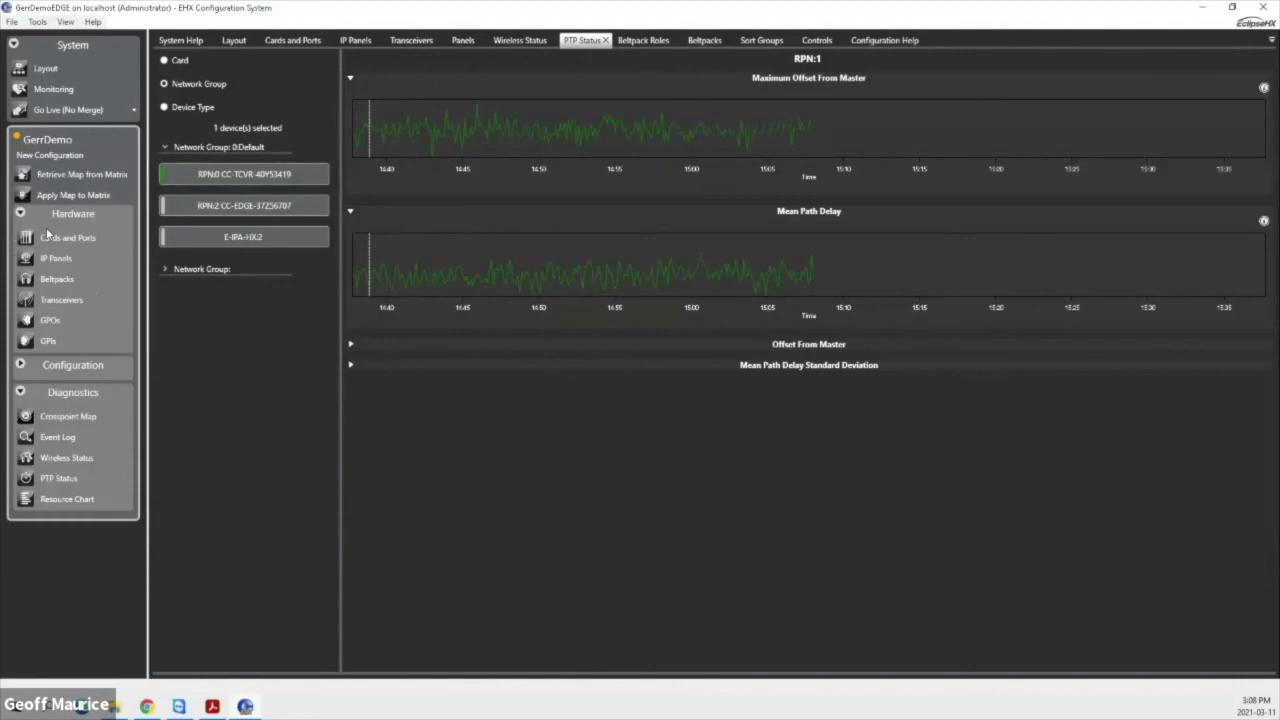 GerrDemoEDGE on localhost (Administrator) - EHX Configuration System
File Tools View Help
EclipseHX
System
Layout
Monitoring
Go Live (No Merge)
GerrDemo
New Configuration
Retrieve Map from Matrix
Apply Map to Matrix
Hardware
Cards and Ports
IP Panels
Beltpacks
Transceivers
GPOs
GPIs
Configuration
Diagnostics
Crosspoint Map
Event Log
Wireless Status
PTP Status
Resource Chart
System Help Layout Cards and Ports IP Panels Transceivers Panels Wireless Status PTP Status X Beltpack Roles Beltpacks Sort Groups Controls Configuration Help
Card
Network Group
Device Type
1 device(s) selected
Network Group: 0:Default
RPN:0 CC-TCVR-40Y53419
RPN:2 CC-EDGE-37Z56707
E-IPA-HX:2
Network Group:
RPN:1
Maximum Offset From Master
14:40 14:45 14:50 14:55 15:00 15:05 15:10 15:15 15:20 15:25 15:30 15:35
Time
Mean Path Delay
14:40 14:45 14:50 14:55 15:00 15:05 15:10 15:15 15:20 15:25 15:30 15:35
Time
Offset From Master
Mean Path Delay Standard Deviation
Geoff Maurice
3:08 PM
2021-03-11